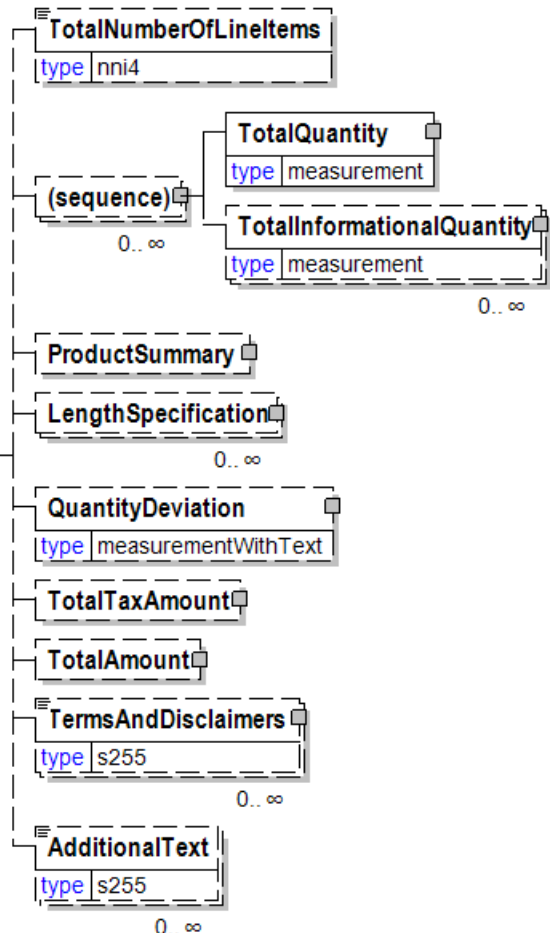 TotalNumberOfLineItems
type nni4
TotalQuantity
type measurement
(sequence)
0.. ∞
TotalInformationalQuantity
type measurement
0.. ∞
ProductSummary
LengthSpecification
0.. ∞
QuantityDeviation
type measurementWithText
TotalTaxAmount
TotalAmount
TermsAndDisclaimers
type s255
0.. ∞
AdditionalText
type s255
0.. ∞